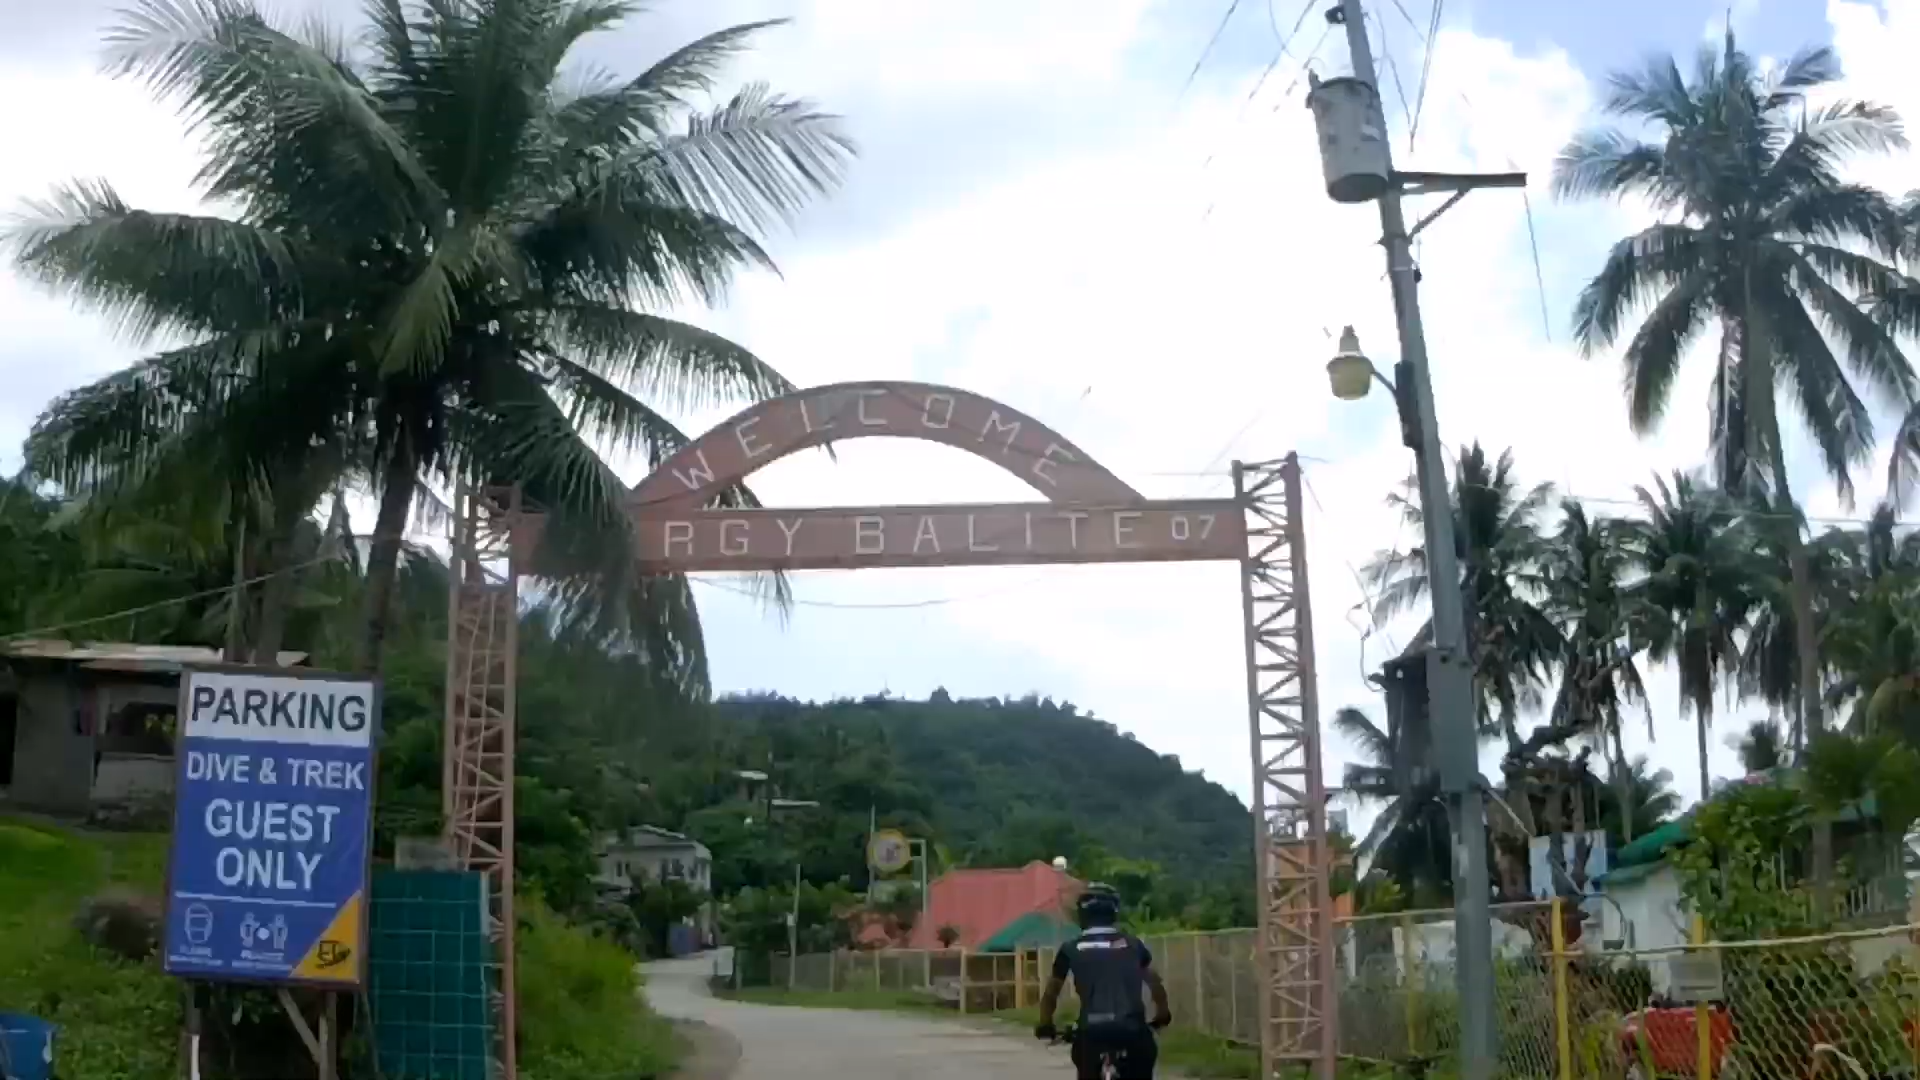 WELCOME
RGY BALITE 07
PARKING
DIVE & TREK
GUEST
ONLY